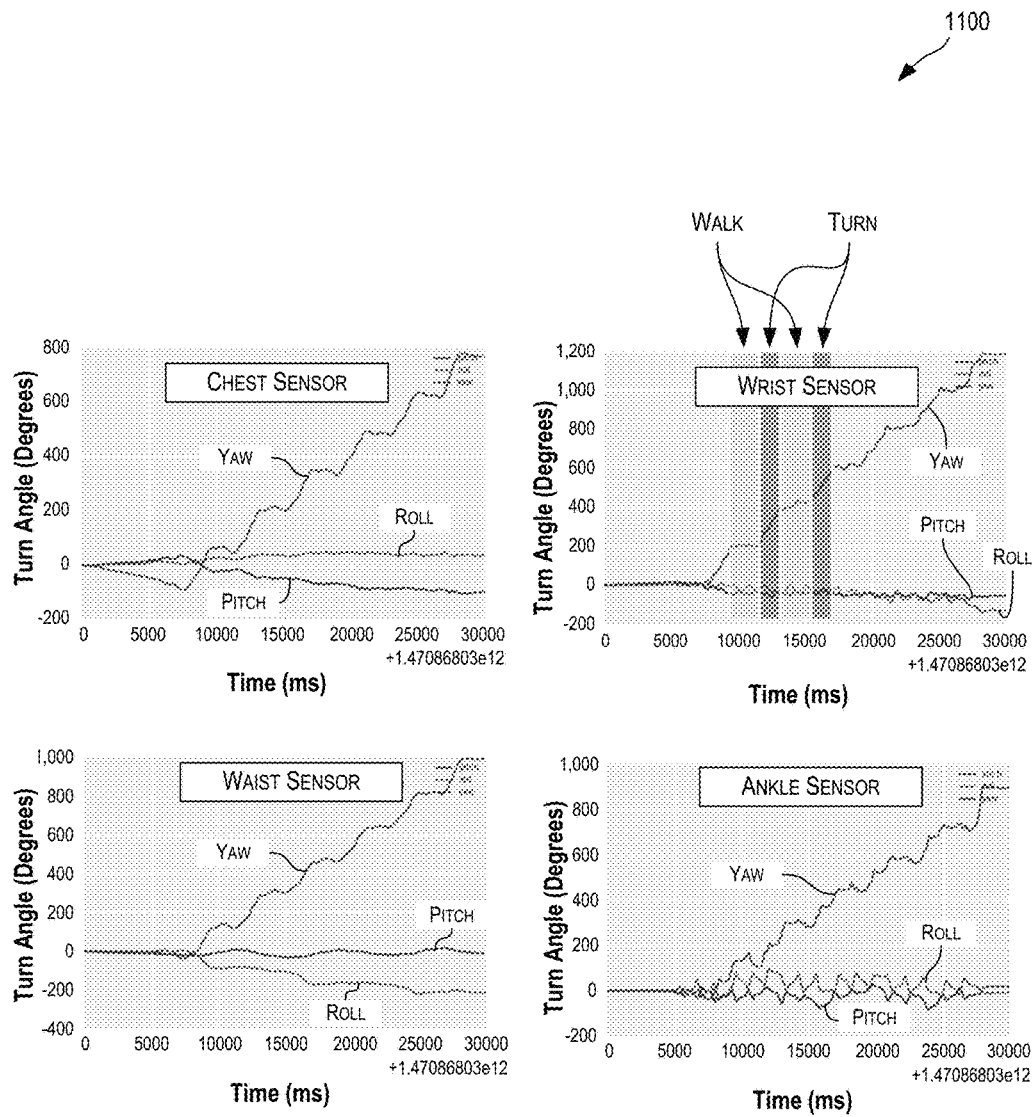 1100
WALK TURN
800
600
400
200
0
-200
Turn Angle (Degrees)
CHEST SENSOR
YAW
ROLL
PITCH
0 5000 10000 15000 20000 25000 30000
+1.47086803e12
Time (ms)
1,200
1,000
800
600
400
200
0
-200
Turn Angle (Degrees)
WRIST SENSOR
YAW
PITCH
ROLL
0 5000 10000 15000 20000 25000 30000
+1.47086803e12
Time (ms)
1,000
800
600
400
200
0
-200
-400
Turn Angle (Degrees)
WAIST SENSOR
YAW
PITCH
ROLL
0 5000 10000 15000 20000 25000 30000
+1.47086803e12
Time (ms)
1,000
800
600
400
200
0
-200
Turn Angle (Degrees)
ANKLE SENSOR
YAW
ROLL
PITCH
0 5000 10000 15000 20000 25000 30000
+1.47086803e12
Time (ms)